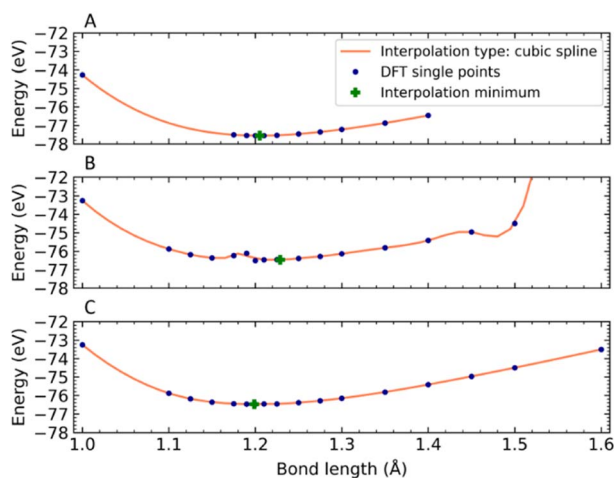 A
−72
−73
−74
−75
−76
−77
−78
Energy (eV)
Interpolation type: cubic spline
DFT single points
Interpolation minimum
B
−72
−73
−74
−75
−76
−77
−78
Energy (eV)
C
−72
−73
−74
−75
−76
−77
−78
Energy (eV)
1.0 1.1 1.2 1.3 1.4 1.5 1.6
Bond length (Å)